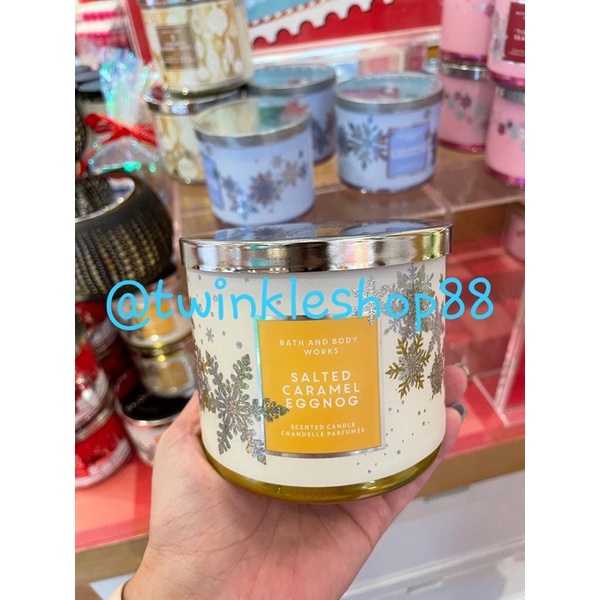 @twinkleshop88
BATH AND BODY
WORKS
SALTED
CARAMEL
EGGNOG
SCENTED CANDLE
CHANDELLE PARFUMÉE